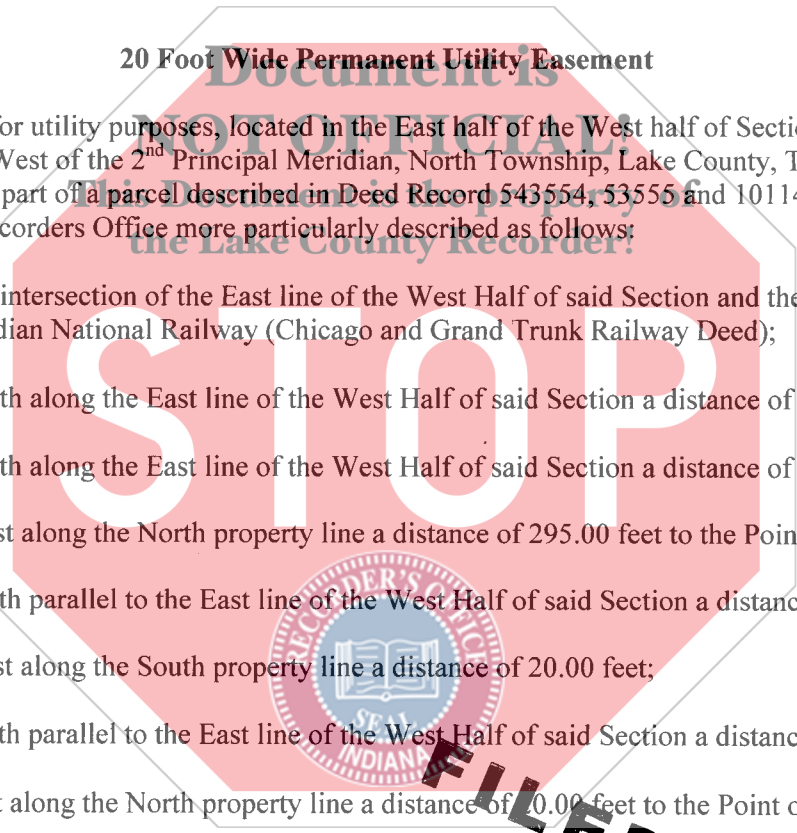 20 Foot Wide Permanent Utility Easement
Document is
NOT OFFICIAL!
This Document is the property of
the Lake County Recorder!
or utility purposes, located in the East half of the West half of Secti
West of the 2nd Principal Meridian, North Township, Lake County, T
part of a parcel described in Deed Record 543554, 53555 and 10114
corders Office more particularly described as follows:
intersection of the East line of the West Half of said Section and the
dian National Railway (Chicago and Grand Trunk Railway Deed);
th along the East line of the West Half of said Section a distance of
th along the East line of the West Half of said Section a distance of
st along the North property line a distance of 295.00 feet to the Poin
th parallel to the East line of the West Half of said Section a distanc
st along the South property line a distance of 20.00 feet;
th parallel to the East line of the West Half of said Section a distanc
t along the North property line a distance of 20.00 feet to the Point o
STOP
RECORDER'S OFFICE
SEAL
INDIANA
FILED